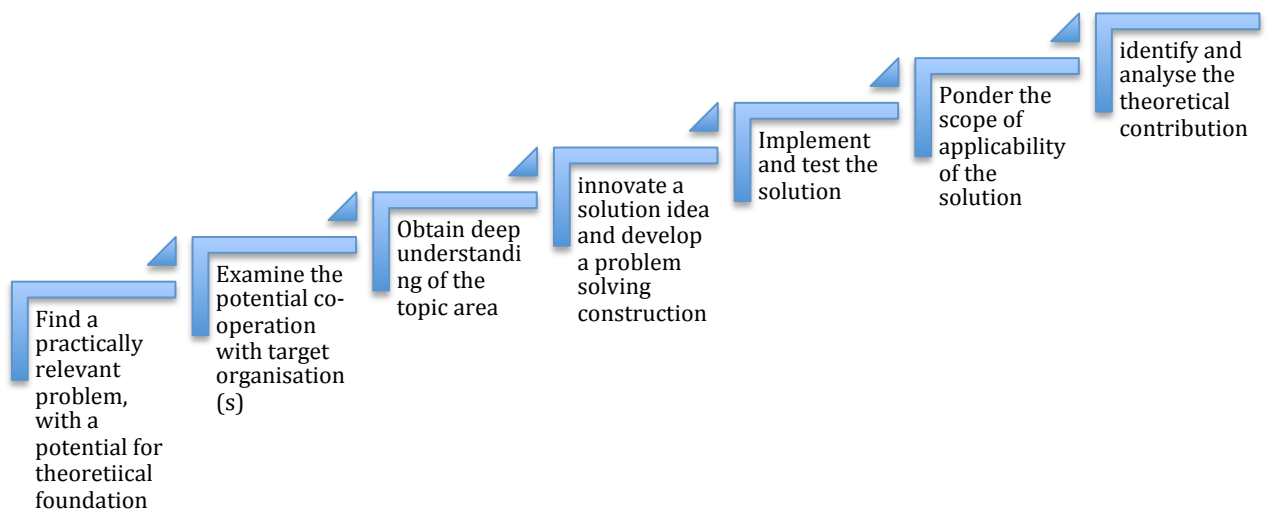 Find a
practically
relevant
problem,
with a
potential for
theoretiical
foundation
Examine the
potential co-
operation
with target
organisation
(s)
Obtain deep
understandi
ng of the
topic area
innovate a
solution idea
and develop
a problem
solving
construction
Implement
and test the
solution
Ponder the
scope of
applicability
of the
solution
identify and
analyse the
theoretical
contribution